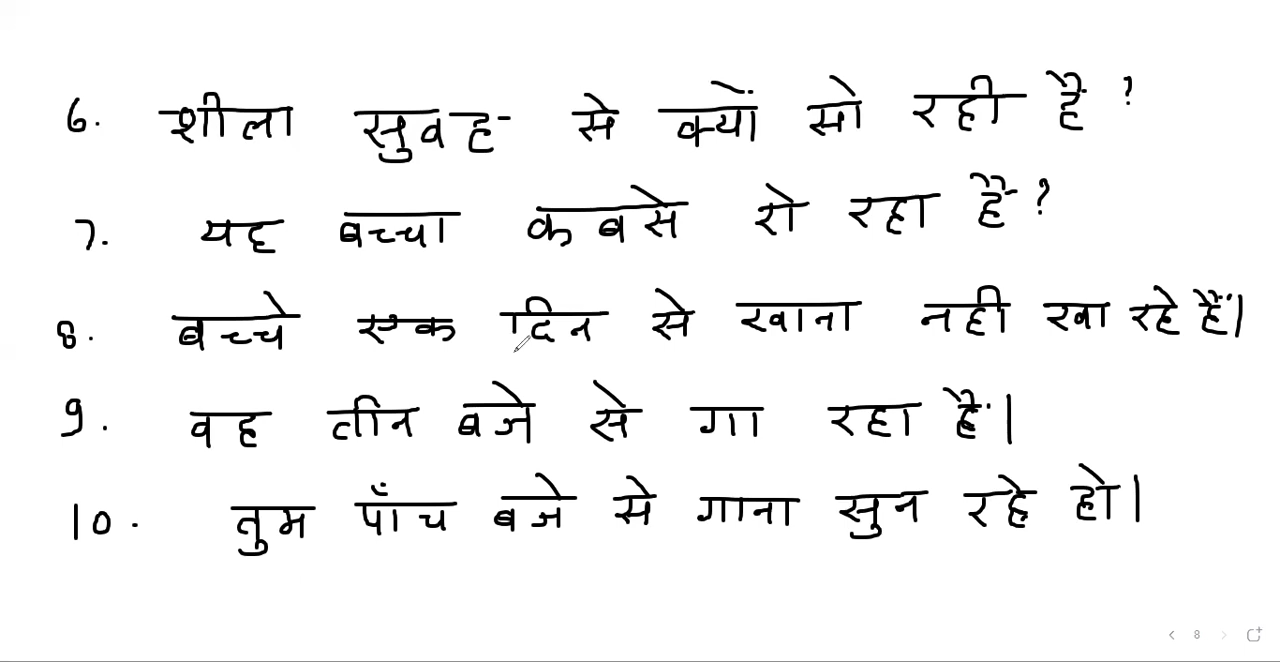 6. शीला सुबह से क्यों सो रही है ?
7. यह बच्चा कबसे रो रहा है ?
8. बच्चे एक दिन से खाना नही खा रहे हैं।
9. वह तीन बजे से गा रहा है।
10. तुम पाँच बजे से गाना सुन रहे हो।
8